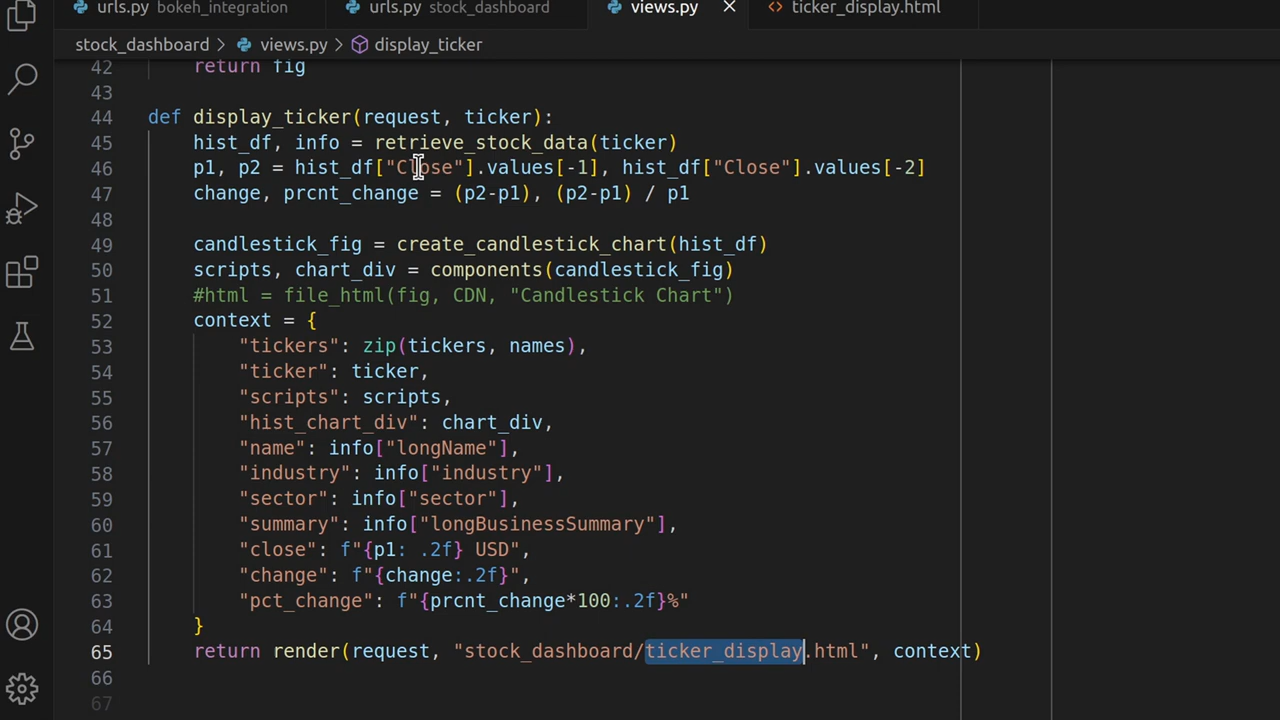 urls.py bokeh_integration urls.py stock_dashboard views.py ticker_display.html
stock_dashboard > views.py > display_ticker
42 return fig
43
44 def display_ticker(request, ticker):
45 hist_df, info = retrieve_stock_data(ticker)
46 p1, p2 = hist_df["Close"].values[-1], hist_df["Close"].values[-2]
47 change, prcnt_change = (p2-p1), (p2-p1) / p1
48
49 candlestick_fig = create_candlestick_chart(hist_df)
50 scripts, chart_div = components(candlestick_fig)
51 #html = file_html(fig, CDN, "Candlestick Chart")
52 context = {
53 "tickers": zip(tickers, names),
54 "ticker": ticker,
55 "scripts": scripts,
56 "hist_chart_div": chart_div,
57 "name": info["longName"],
58 "industry": info["industry"],
59 "sector": info["sector"],
60 "summary": info["longBusinessSummary"],
61 "close": f"{p1: .2f} USD",
62 "change": f"{change:.2f}",
63 "pct_change": f"{prcnt_change*100:.2f}%"
64 }
65 return render(request, "stock_dashboard/ticker_display.html", context)
66
67